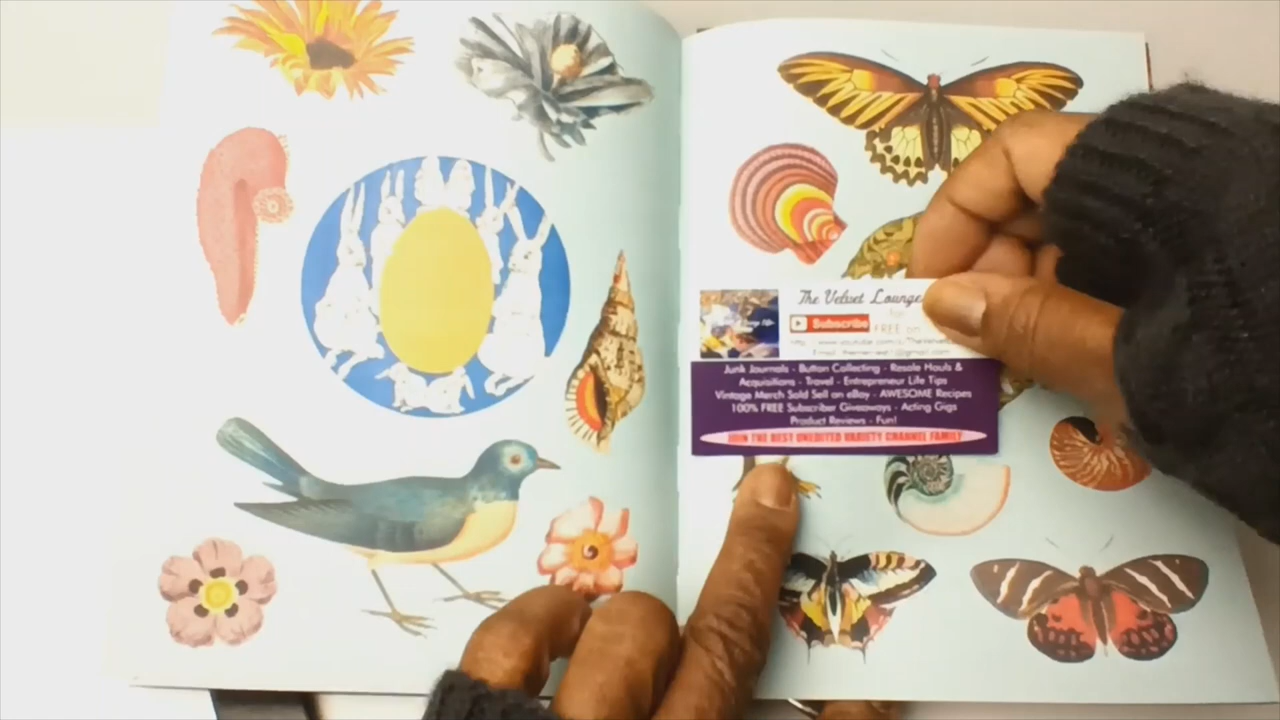 The Velvet Lounge
for
Subscribe FREE on
Junk Journals - Button Collecting - Resale Hauls &
Acquisitions - Travel - Entrepreneur Life Tips
Vintage Merch Sold Sell on eBay - AWESOME Recipes
100% FREE Subscriber Giveaways - Acting Gigs
Product Reviews - Fun!
JOIN THE BEST UNEDITED VARIETY CHANNEL FAMILY